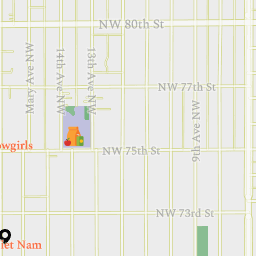 NW 80th St
Mary Ave NW
14th Ave NW
13th Ave NW
NW 77th St
9th Ave NW
owgirls
NW 75th St
NW 73rd St
iet Nam